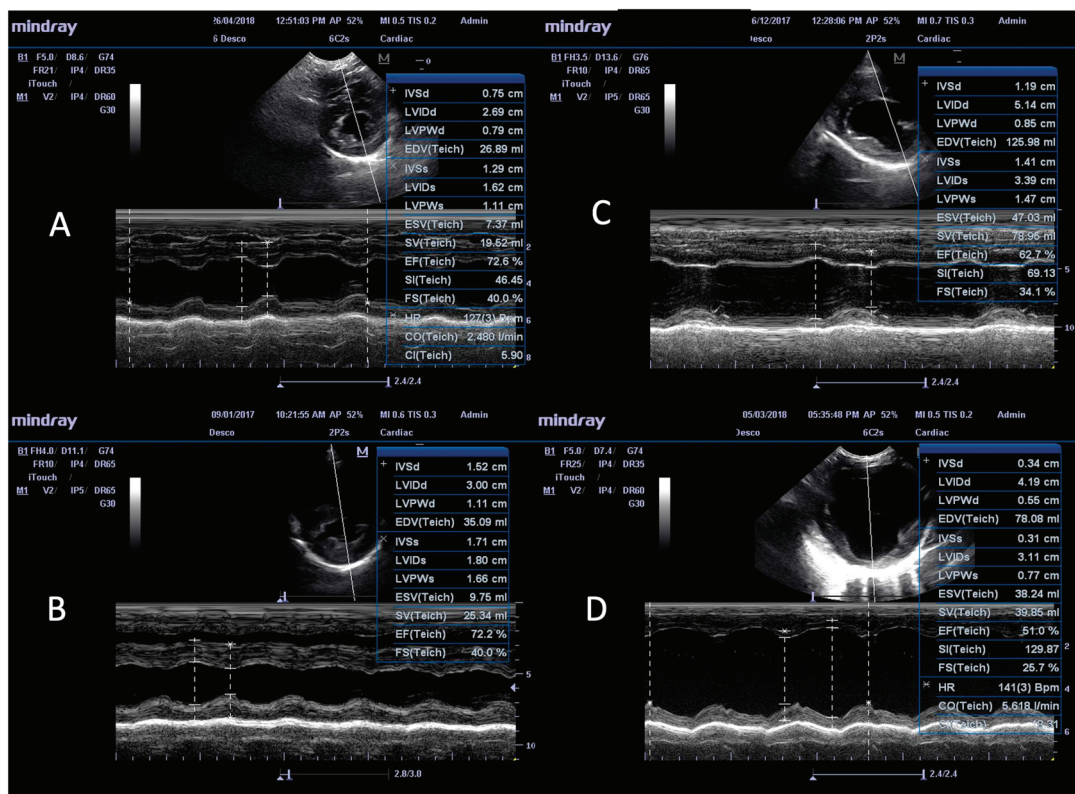 mindray 26/04/2018 12:51:03 PM AP 52% MI 0.5 TIS 0.2 Admin
6 Desco 6C2s Cardiac
B1 F5.0/ D8.6/ G74
FR21/ IP4/ DR35
iTouch /
M1 V2/ IP4/ DR60
G30
M
0
IVSd 0.75 cm
LVIDd 2.69 cm
LVPWd 0.79 cm
EDV(Teich) 26.89 ml
IVSs 1.29 cm
LVIDs 1.62 cm
LVPWs 1.11 cm
ESV(Teich) 7.37 ml
SV(Teich) 19.52 ml
EF(Teich) 72.6 %
SI(Teich) 46.45
FS(Teich) 40.0 %
HR 127(3) Bpm
CO(Teich) 2.480 l/min
CI(Teich) 5.90
A
2
4
6
8
2.4/2.4
mindray 6/12/2017 12:28:06 PM AP 52% MI 0.7 TIS 0.3 Admin
Desco 2P2s Cardiac
B1 FH3.5/ D13.6/ G76
FR10/ IP4/ DR65
iTouch /
M1 V2/ IP5/ DR65
G30
M
IVSd 1.19 cm
LVIDd 5.14 cm
LVPWd 0.85 cm
EDV(Teich) 125.98 ml
IVSs 1.41 cm
LVIDs 3.39 cm
LVPWs 1.47 cm
ESV(Teich) 47.03 ml
SV(Teich) 78.95 ml
EF(Teich) 62.7 %
SI(Teich) 69.13
FS(Teich) 34.1 %
C
5
10
2.4/2.4
mindray 09/01/2017 10:21:55 AM AP 52% MI 0.6 TIS 0.3 Admin
Desco 2P2s Cardiac
B1 FH4.0/ D11.1/ G74
FR10/ IP4/ DR65
iTouch /
M1 V2/ IP5/ DR65
G30
M
IVSd 1.52 cm
LVIDd 3.00 cm
LVPWd 1.11 cm
EDV(Teich) 35.09 ml
IVSs 1.71 cm
LVIDs 1.80 cm
LVPWs 1.66 cm
ESV(Teich) 9.75 ml
SV(Teich) 25.34 ml
EF(Teich) 72.2 %
FS(Teich) 40.0 %
B
5
10
2.8/3.0
mindray 05/03/2018 05:35:48 PM AP 52% MI 0.5 TIS 0.2 Admin
Desco 6C2s Cardiac
B1 F5.0/ D7.4/ G74
FR25/ IP4/ DR35
iTouch /
M1 V2/ IP4/ DR60
G30
IVSd 0.34 cm
LVIDd 4.19 cm
LVPWd 0.55 cm
EDV(Teich) 78.08 ml
IVSs 0.31 cm
LVIDs 3.11 cm
LVPWs 0.77 cm
ESV(Teich) 38.24 ml
SV(Teich) 39.85 ml
EF(Teich) 51.0 %
SI(Teich) 129.87
FS(Teich) 25.7 %
HR 141(3) Bpm
CO(Teich) 5.618 l/min
D
2
4
6
2.4/2.4